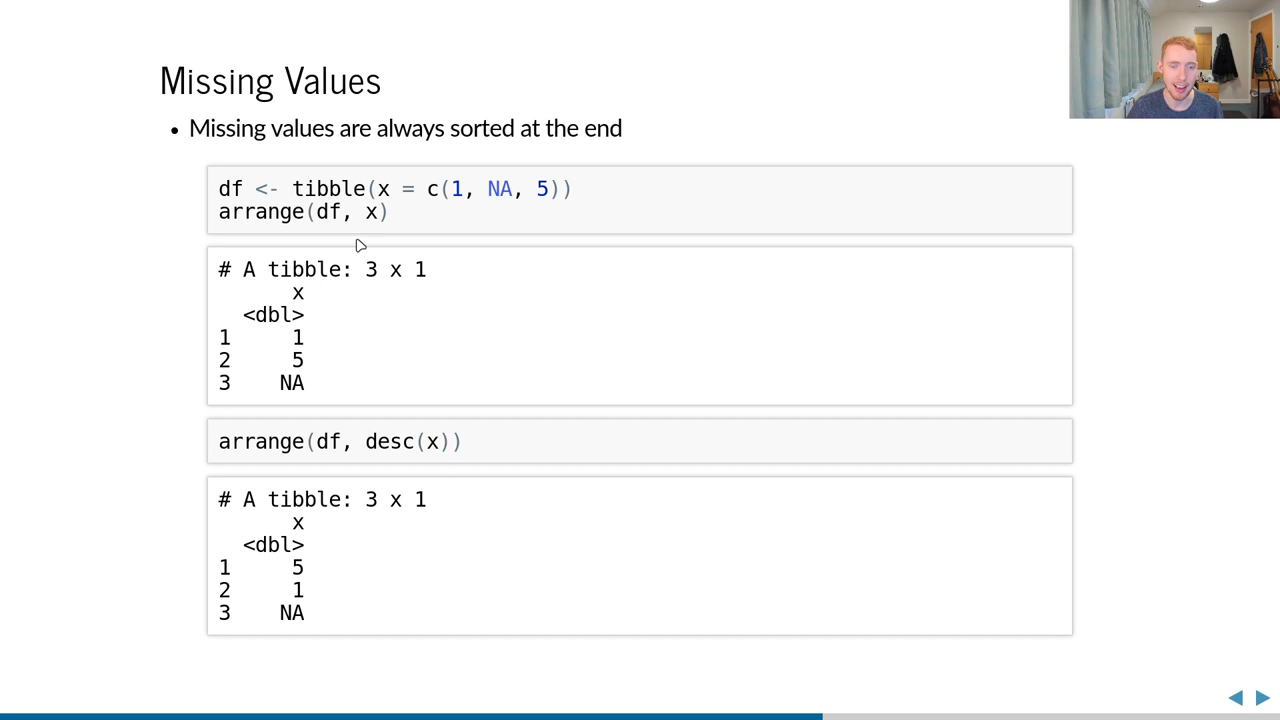 Missing Values
• Missing values are always sorted at the end
df <- tibble(x = c(1, NA, 5))
arrange(df, x)
# A tibble: 3 x 1
      x
  <dbl>
1     1
2     5
3    NA
arrange(df, desc(x))
# A tibble: 3 x 1
      x
  <dbl>
1     5
2     1
3    NA